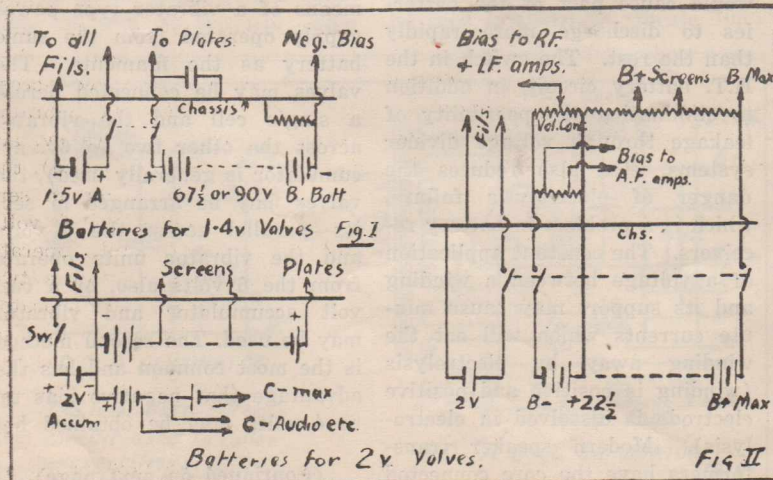 To all
Fils.
To Plates.
Neg. Bias
Chassis
+
+
1.5v
67½ or 90v B. Batt
Batteries for 1.4v Valves Fig. I
Fils
Screens
Plates
Sw.
+
+ 2V -
Accum
+
-
C-max
C-Audio etc.
Bias to R.F.
+ I.F. amps.
B+Screens
B. Max
Fils
Vol. Con.
Bias to
A.F. amps.
chs.
2V
B- +22½
B+Max
Batteries for 2v. Valves.
FIG II